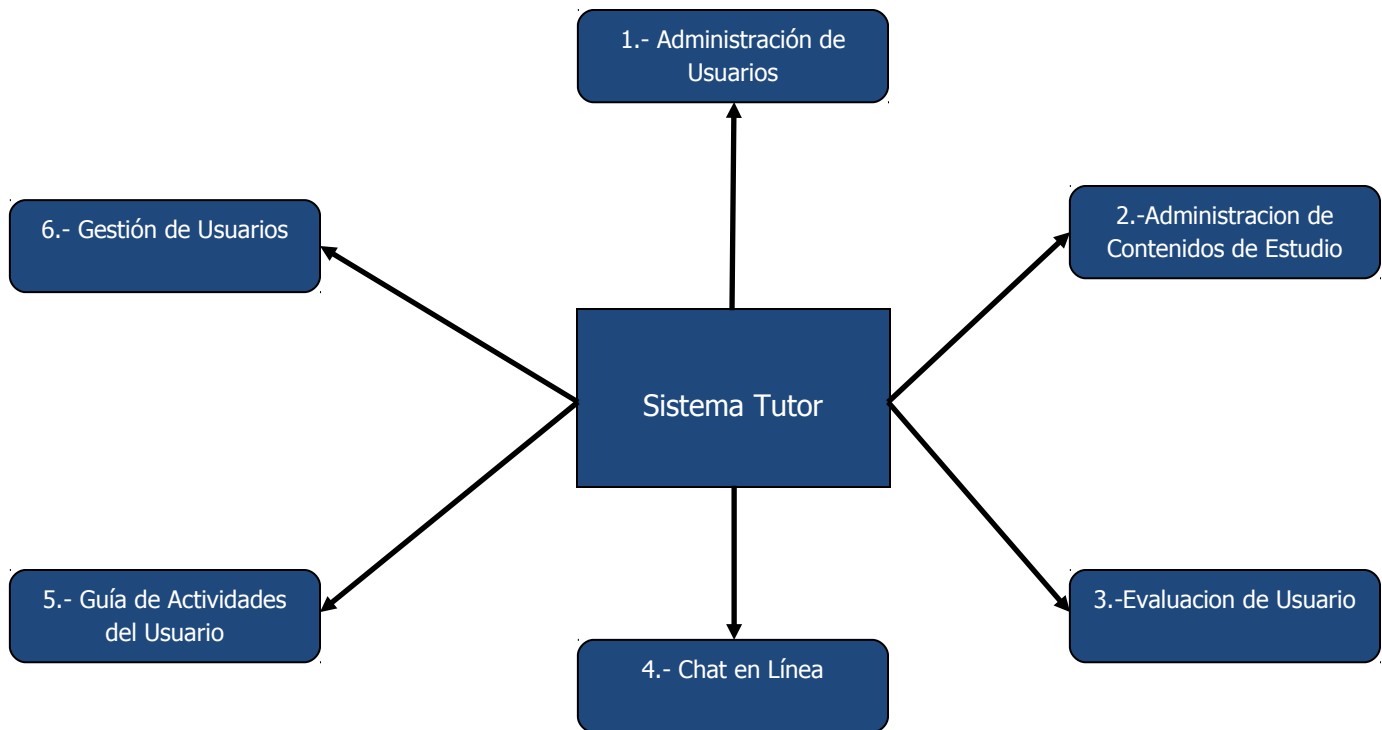 1.- Administración de
Usuarios
6.- Gestión de Usuarios
2.-Administracion de
Contenidos de Estudio
Sistema Tutor
5.- Guía de Actividades
del Usuario
3.-Evaluacion de Usuario
4.- Chat en Línea